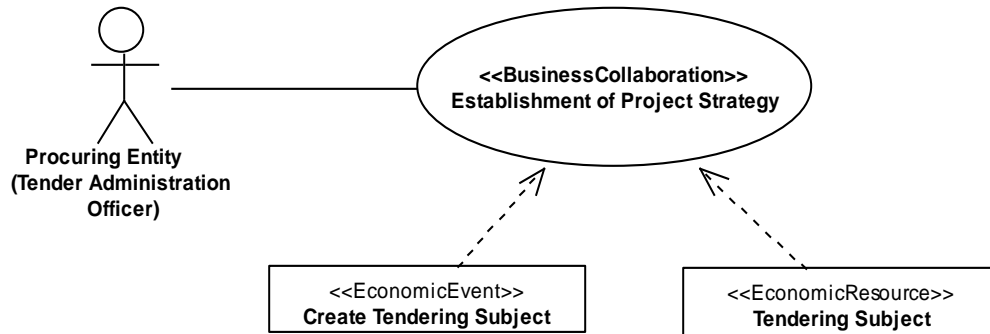 <<BusinessCollaboration>>
Establishment of Project Strategy
Procuring Entity
(Tender Administration
Officer)
<<EconomicEvent>>
Create Tendering Subject
<<EconomicResource>>
Tendering Subject